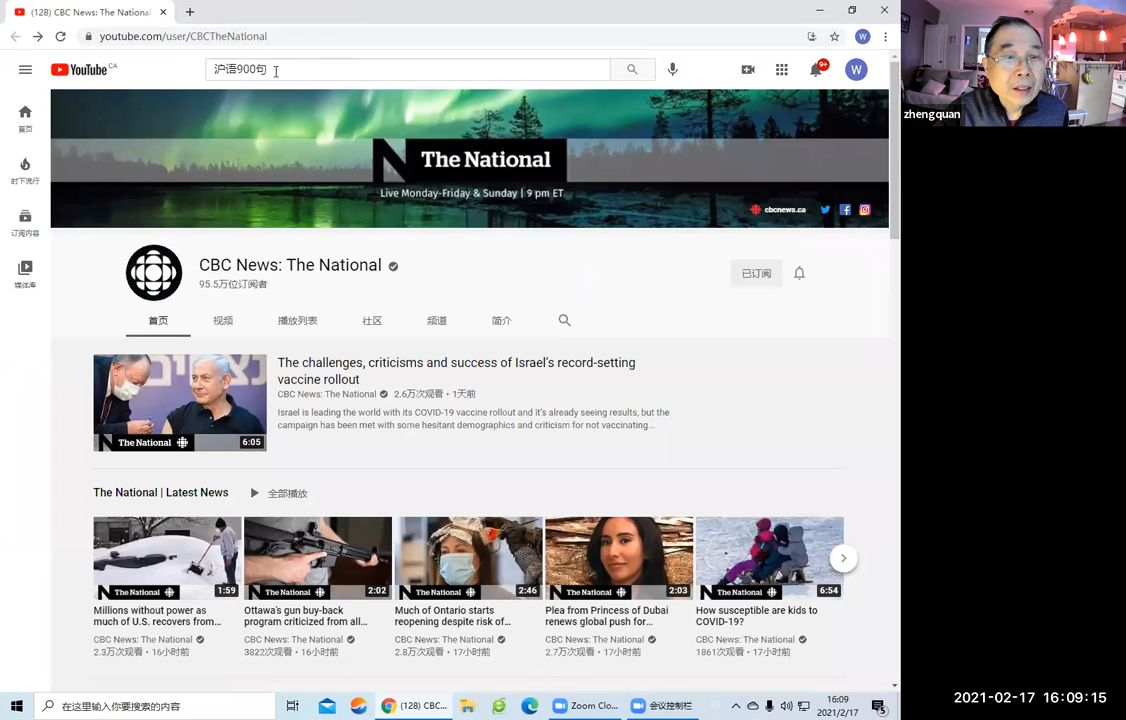 (128) CBC News: The National
youtube.com/user/CBCTheNational
W
YouTube CA
沪语900句
9+
W
zhengquan
首页
时下流行
订阅内容
媒体库
The National
Live Monday-Friday & Sunday | 9 pm ET
cbcnews.ca
CBC News: The National
95.5万位订阅者
已订阅
首页 视频 播放列表 社区 频道 简介
The challenges, criticisms and success of Israel's record-setting
vaccine rollout
CBC News: The National 2.6万次观看 • 1天前
Israel is leading the world with its COVID-19 vaccine rollout and it's already seeing results, but the
campaign has been met with some hesitant demographics and criticism for not vaccinating...
The National
6:05
The National | Latest News 全部播放
The National 1:59
The National 2:02
The National 2:46
The National 2:03
The National 6:54
Millions without power as
much of U.S. recovers from...
CBC News: The National
2.3万次观看 • 16小时前
Ottawa's gun buy-back
program criticized from all...
CBC News: The National
3822次观看 • 16小时前
Much of Ontario starts
reopening despite risk of...
CBC News: The National
2.8万次观看 • 17小时前
Plea from Princess of Dubai
renews global push for...
CBC News: The National
2.7万次观看 • 17小时前
How susceptible are kids to
COVID-19?
CBC News: The National
1861次观看 • 17小时前
在这里输入你要搜索的内容
(128) CBC...
Zoom Clo...
会议控制栏
16:09
2021/2/17
5
2021-02-17 16:09:15